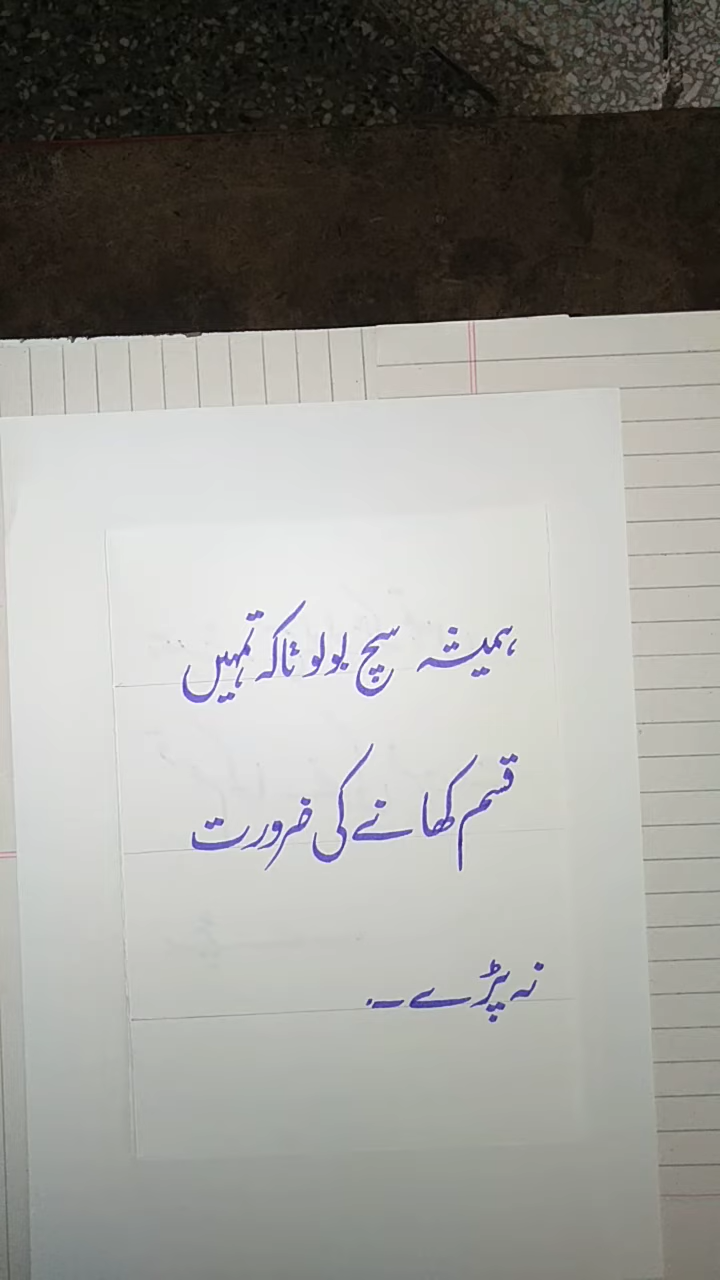 ہمیشہ سچ بولو تاکہ تمہیں
قسم کھانے کی ضرورت
نہ پڑے ۔